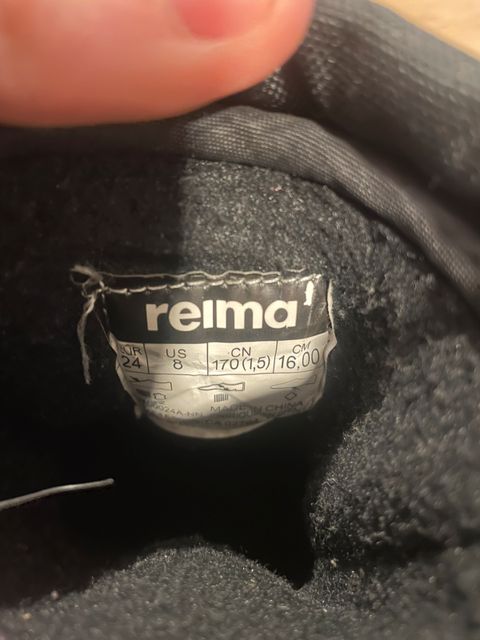 reima
EUR US CN CM
24 8 170(1,5) 16,00
MADE IN CHINA